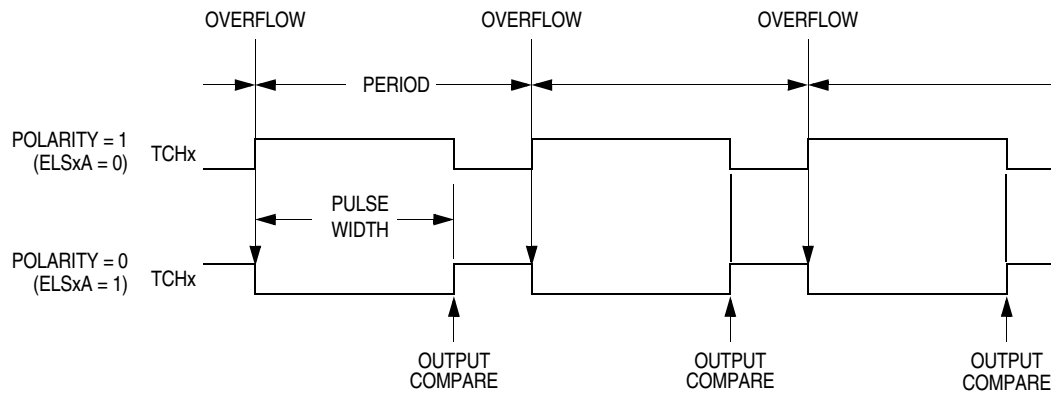 OVERFLOW
OVERFLOW
OVERFLOW
PERIOD
POLARITY = 1
(ELSxA = 0)
TCHx
PULSE
WIDTH
POLARITY = 0
(ELSxA = 1)
TCHx
OUTPUT
COMPARE
OUTPUT
COMPARE
OUTPUT
COMPARE